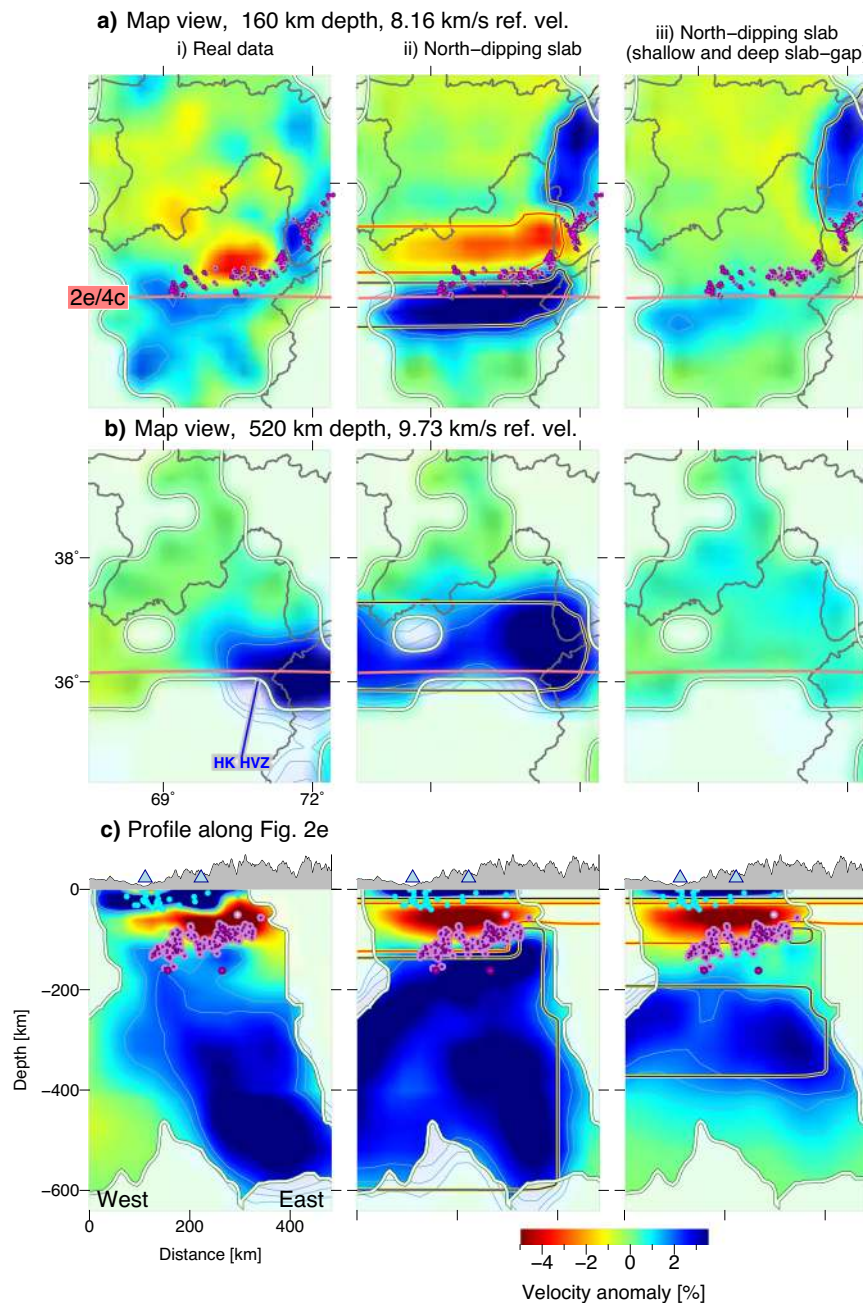 a) Map view, 160 km depth, 8.16 km/s ref. vel.
i) Real data
ii) North−dipping slab
iii) North−dipping slab
(shallow and deep slab−gap)
2e/4c
b) Map view, 520 km depth, 9.73 km/s ref. vel.
38˚
36˚
HK HVZ
69˚
72˚
c) Profile along Fig. 2e
0
−200
−400
−600
Depth [km]
West
East
0
200
400
Distance [km]
−4
−2
0
2
Velocity anomaly [%]